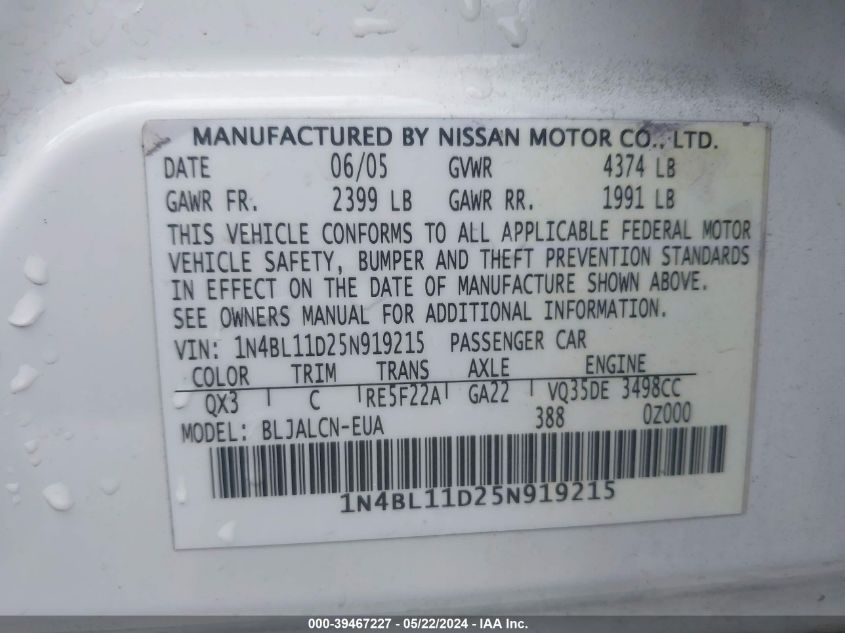 MANUFACTURED BY NISSAN MOTOR CO., LTD.
DATE 06/05 GVWR 4374 LB
GAWR FR. 2399 LB GAWR RR. 1991 LB
THIS VEHICLE CONFORMS TO ALL APPLICABLE FEDERAL MOTOR
VEHICLE SAFETY, BUMPER AND THEFT PREVENTION STANDARDS
IN EFFECT ON THE DATE OF MANUFACTURE SHOWN ABOVE.
SEE OWNERS MANUAL FOR ADDITIONAL INFORMATION.
VIN: 1N4BL11D25N919215 PASSENGER CAR
COLOR TRIM TRANS AXLE ENGINE
QX3 C RE5F22A GA22 VQ35DE 3498CC
MODEL: BLJALCN-EUA 388 0Z000
1N4BL11D25N919215
000-39467227 - 05/22/2024 - IAA Inc.